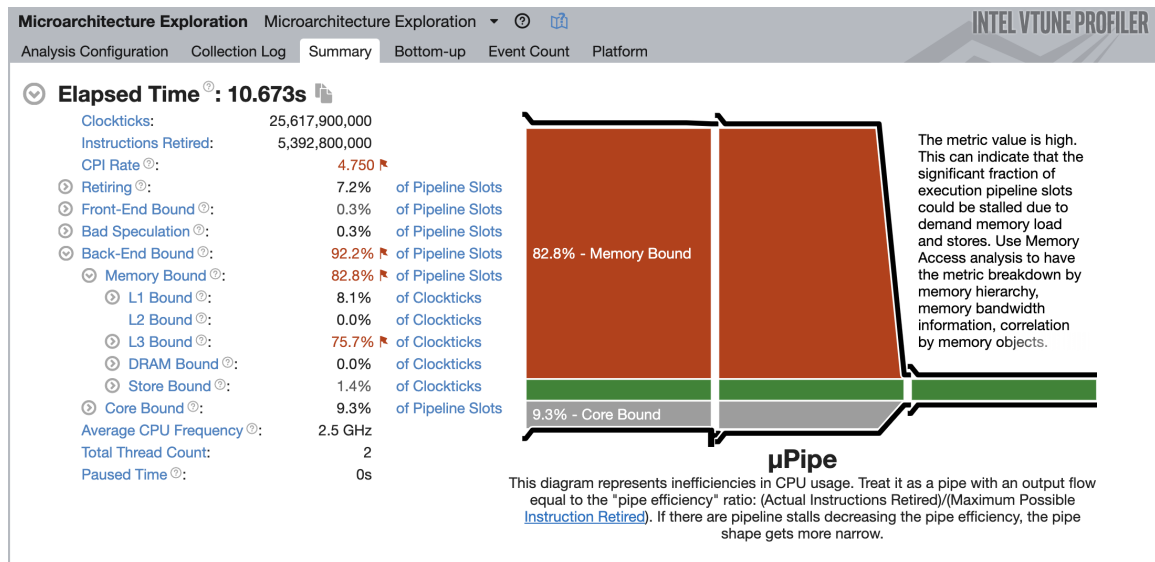 Microarchitecture Exploration Microarchitecture Exploration
INTEL VTUNE PROFILER
Analysis Configuration Collection Log Summary Bottom-up Event Count Platform
Elapsed Time: 10.673s
Clockticks: 25,617,900,000
Instructions Retired: 5,392,800,000
CPI Rate: 4.750
Retiring: 7.2% of Pipeline Slots
Front-End Bound: 0.3% of Pipeline Slots
Bad Speculation: 0.3% of Pipeline Slots
Back-End Bound: 92.2% of Pipeline Slots
Memory Bound: 82.8% of Pipeline Slots
L1 Bound: 8.1% of Clockticks
L2 Bound: 0.0% of Clockticks
L3 Bound: 75.7% of Clockticks
DRAM Bound: 0.0% of Clockticks
Store Bound: 1.4% of Clockticks
Core Bound: 9.3% of Pipeline Slots
Average CPU Frequency: 2.5 GHz
Total Thread Count: 2
Paused Time: 0s
82.8% - Memory Bound
9.3% - Core Bound
The metric value is high.
This can indicate that the
significant fraction of
execution pipeline slots
could be stalled due to
demand memory load
and stores. Use Memory
Access analysis to have
the metric breakdown by
memory hierarchy,
memory bandwidth
information, correlation
by memory objects.
µPipe
This diagram represents inefficiencies in CPU usage. Treat it as a pipe with an output flow
equal to the "pipe efficiency" ratio: (Actual Instructions Retired)/(Maximum Possible
Instruction Retired). If there are pipeline stalls decreasing the pipe efficiency, the pipe
shape gets more narrow.